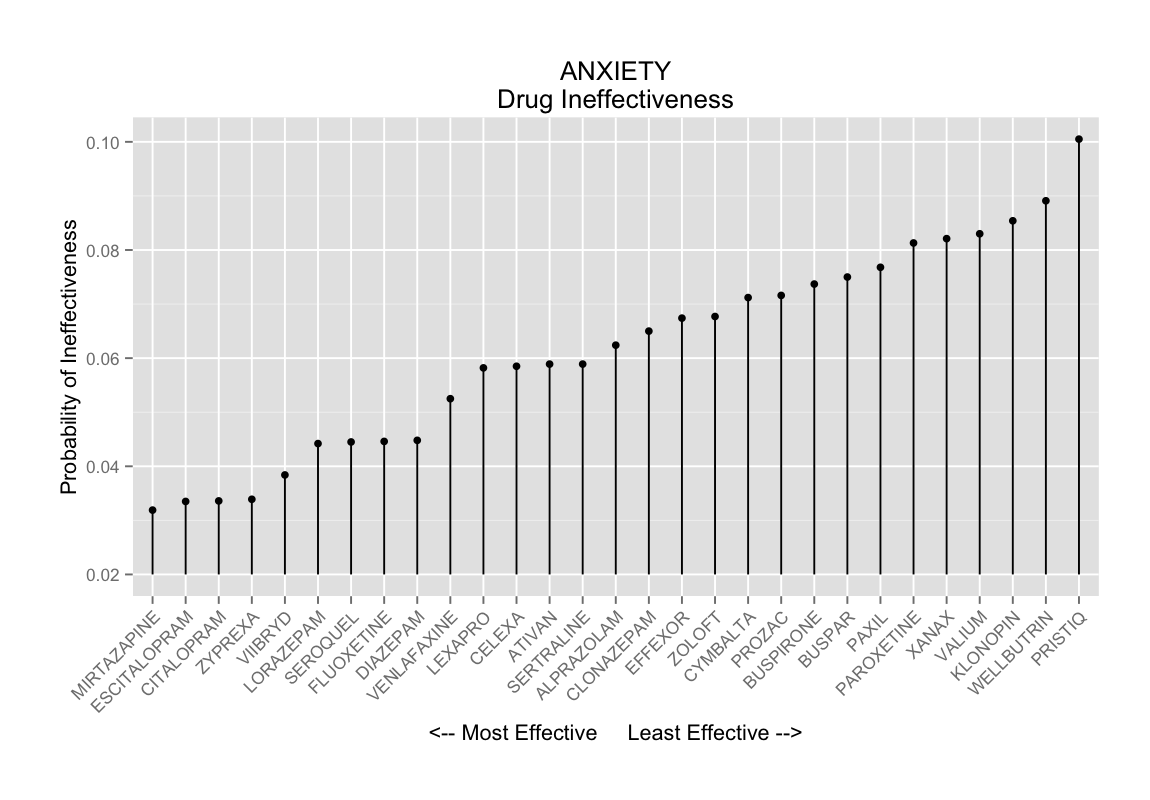 ANXIETY
Drug Ineffectiveness
Probability of Ineffectiveness
0.10
0.08
0.06
0.04
0.02
MIRTAZAPINE
ESCITALOPRAM
CITALOPRAM
ZYPREXA
VIIBRYD
LORAZEPAM
SEROQUEL
FLUOXETINE
DIAZEPAM
VENLAFAXINE
LEXAPRO
CELEXA
ATIVAN
SERTRALINE
ALPRAZOLAM
CLONAZEPAM
EFFEXOR
ZOLOFT
CYMBALTA
PROZAC
BUSPIRONE
BUSPAR
PAXIL
PAROXETINE
XANAX
VALIUM
KLONOPIN
WELLBUTRIN
PRISTIQ
<-- Most Effective Least Effective -->